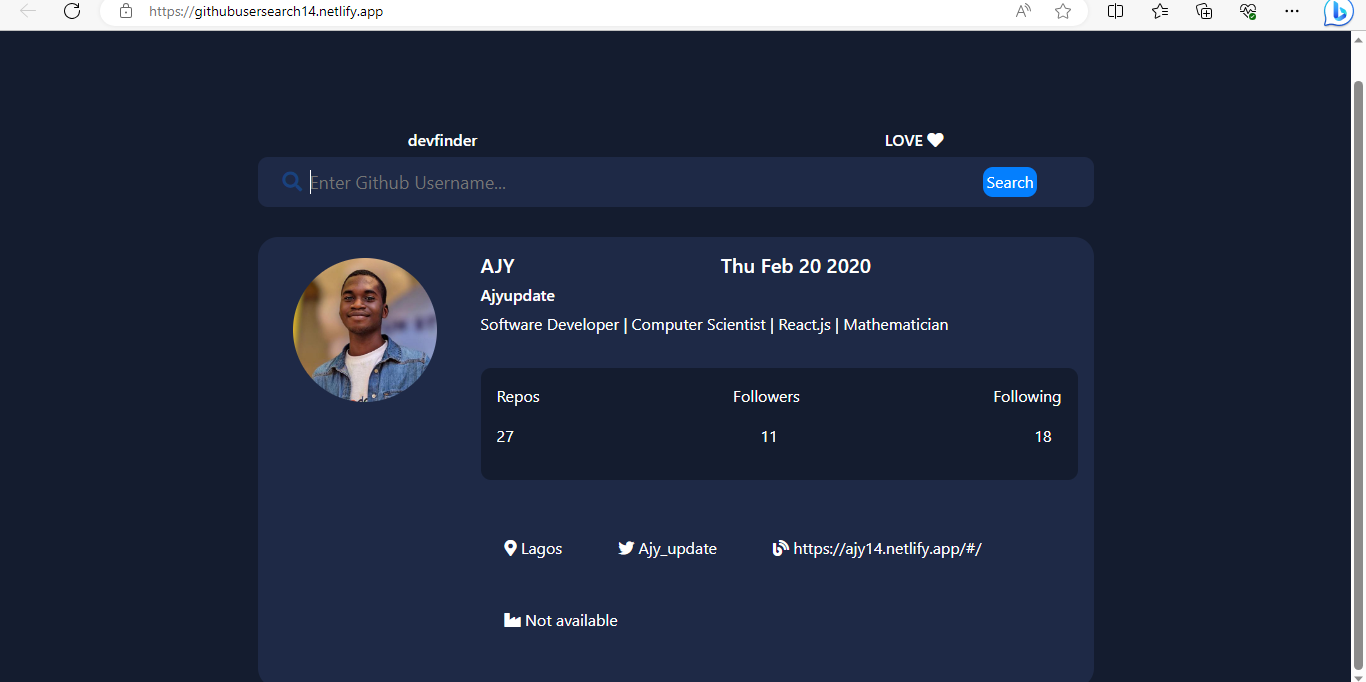 https://githubusersearch14.netlify.app
devfinder LOVE
Enter Github Username... Search
AJY Thu Feb 20 2020
Ajyupdate
Software Developer | Computer Scientist | React.js | Mathematician
Repos Followers Following
27 11 18
Lagos Ajy_update https://ajy14.netlify.app/#/
Not available